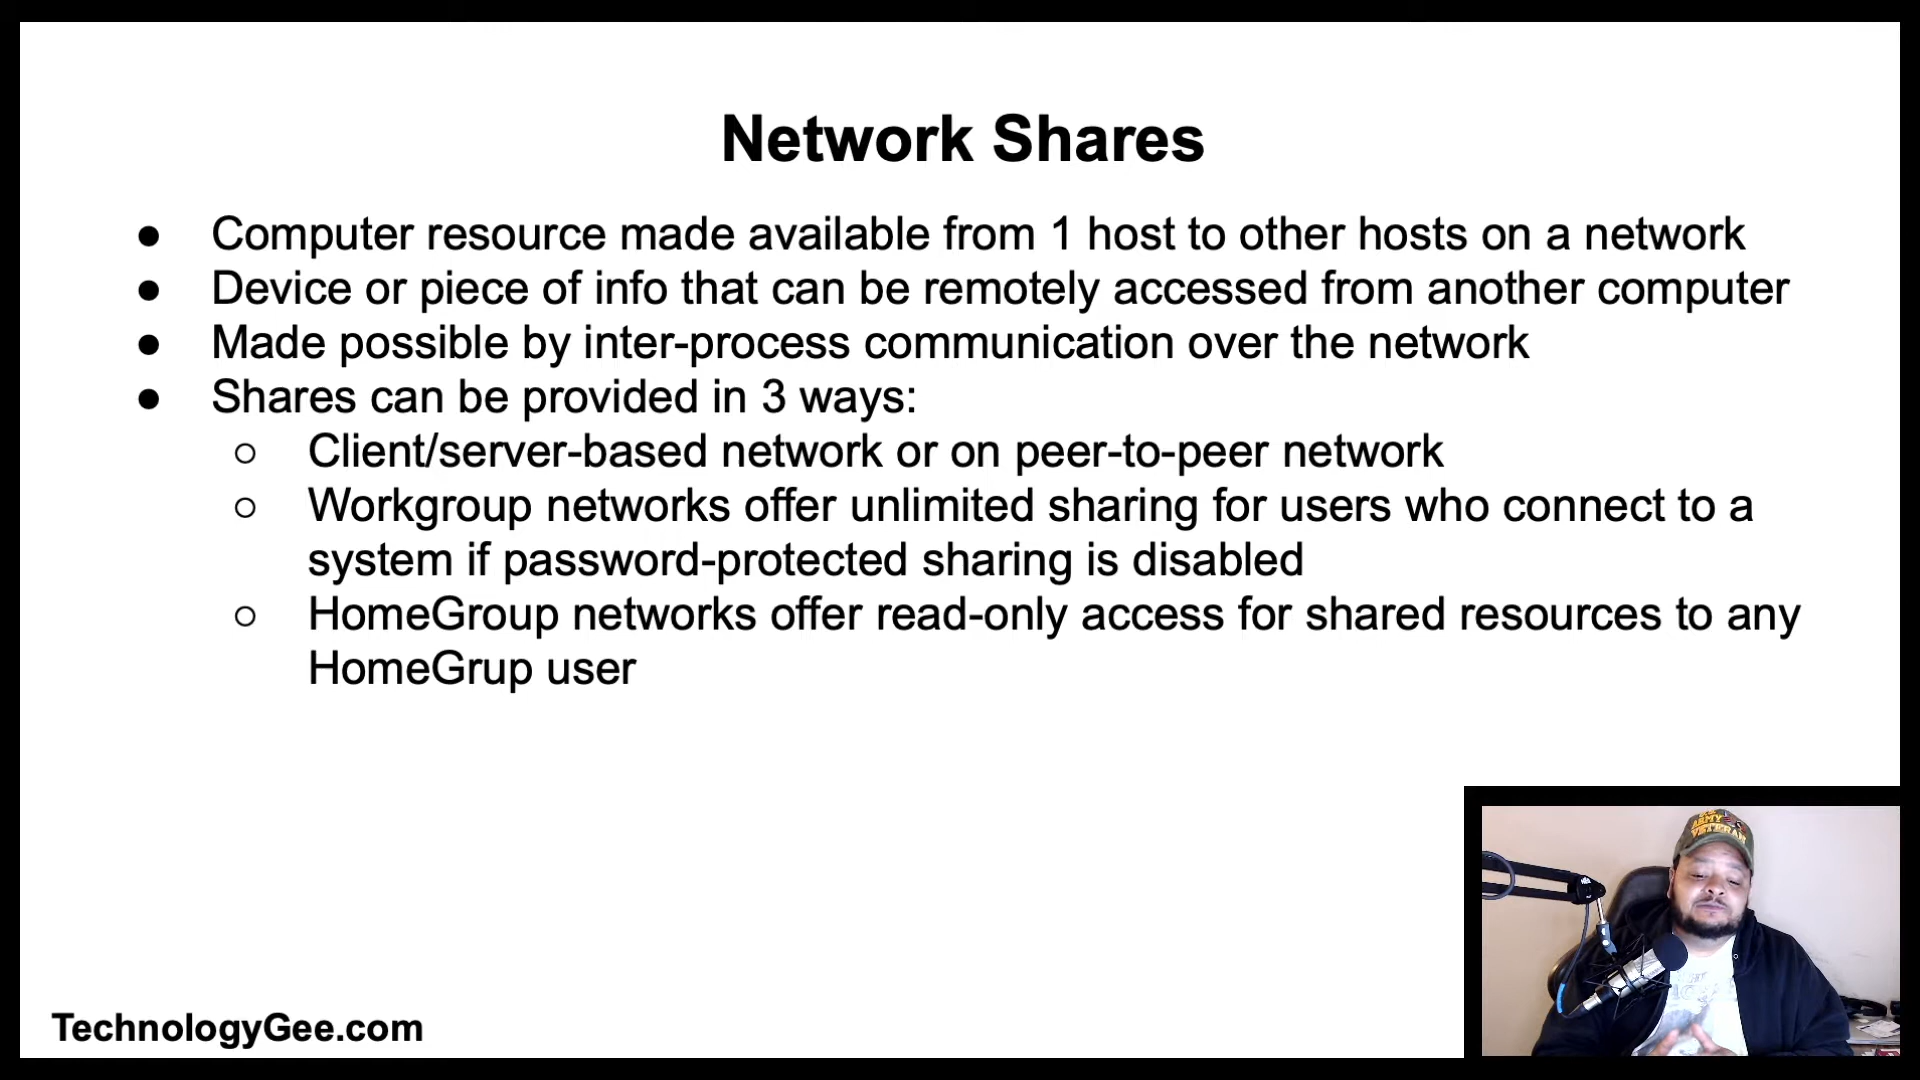 Network Shares
● Computer resource made available from 1 host to other hosts on a network
● Device or piece of info that can be remotely accessed from another computer
● Made possible by inter-process communication over the network
● Shares can be provided in 3 ways:
○ Client/server-based network or on peer-to-peer network
○ Workgroup networks offer unlimited sharing for users who connect to a
system if password-protected sharing is disabled
○ HomeGroup networks offer read-only access for shared resources to any
HomeGrup user
ARMY
VETERAN
TechnologyGee.com